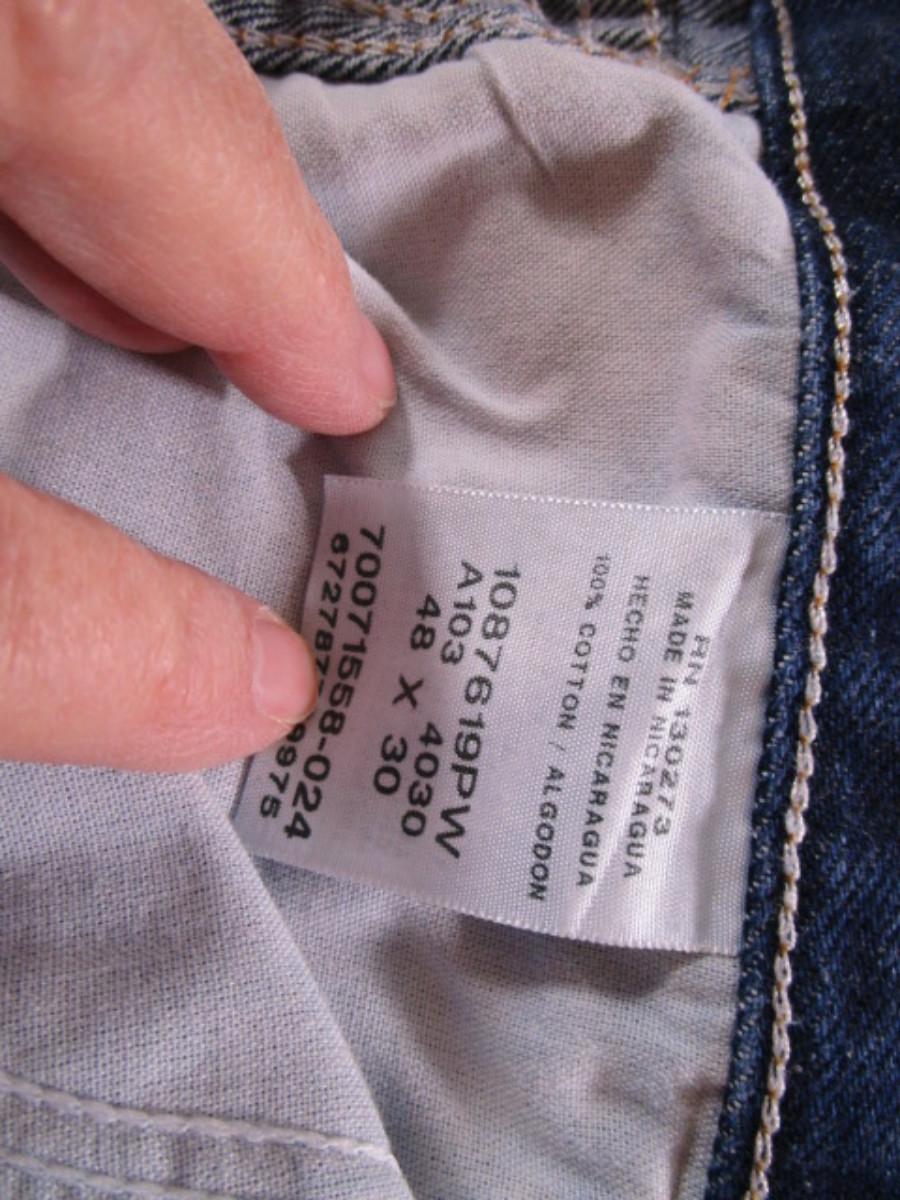 RN 130273
MADE IN NICARAGUA
HECHO EN NICARAGUA
100% COTTON / ALGODON
1087619PW
A103 4030
48 X 30
70071558-024